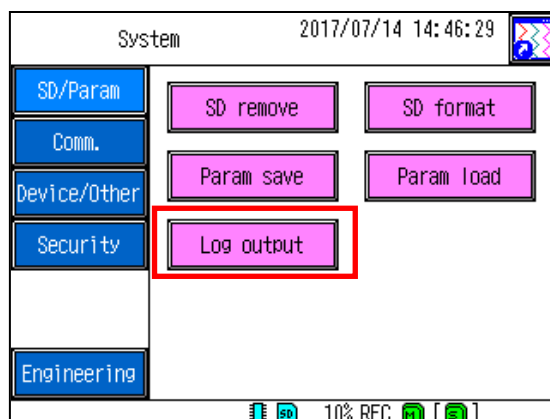 System 2017/07/14 14:46:29
SD/Param
SD remove
SD format
Comm.
Param save
Param load
Device/Other
Security
Log output
Engineering
SD 10% REC M [ S ]